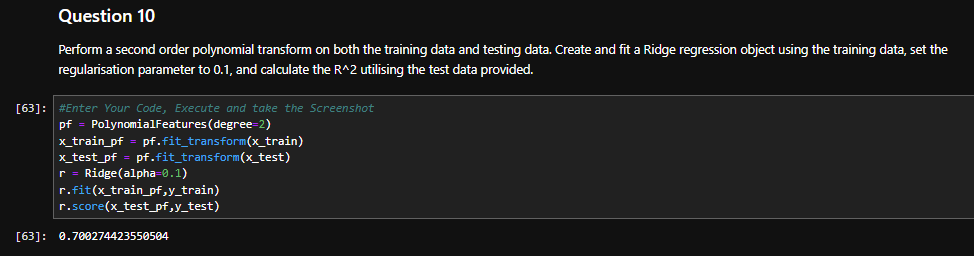 Question 10
Perform a second order polynomial transform on both the training data and testing data. Create and fit a Ridge regression object using the training data, set the
regularisation parameter to 0.1, and calculate the R^2 utilising the test data provided.
[63]: #Enter Your Code, Execute and take the Screenshot
pf = PolynomialFeatures(degree=2)
x_train_pf = pf.fit_transform(x_train)
x_test_pf = pf.fit_transform(x_test)
r = Ridge(alpha=0.1)
r.fit(x_train_pf,y_train)
r.score(x_test_pf,y_test)
[63]: 0.700274423550504